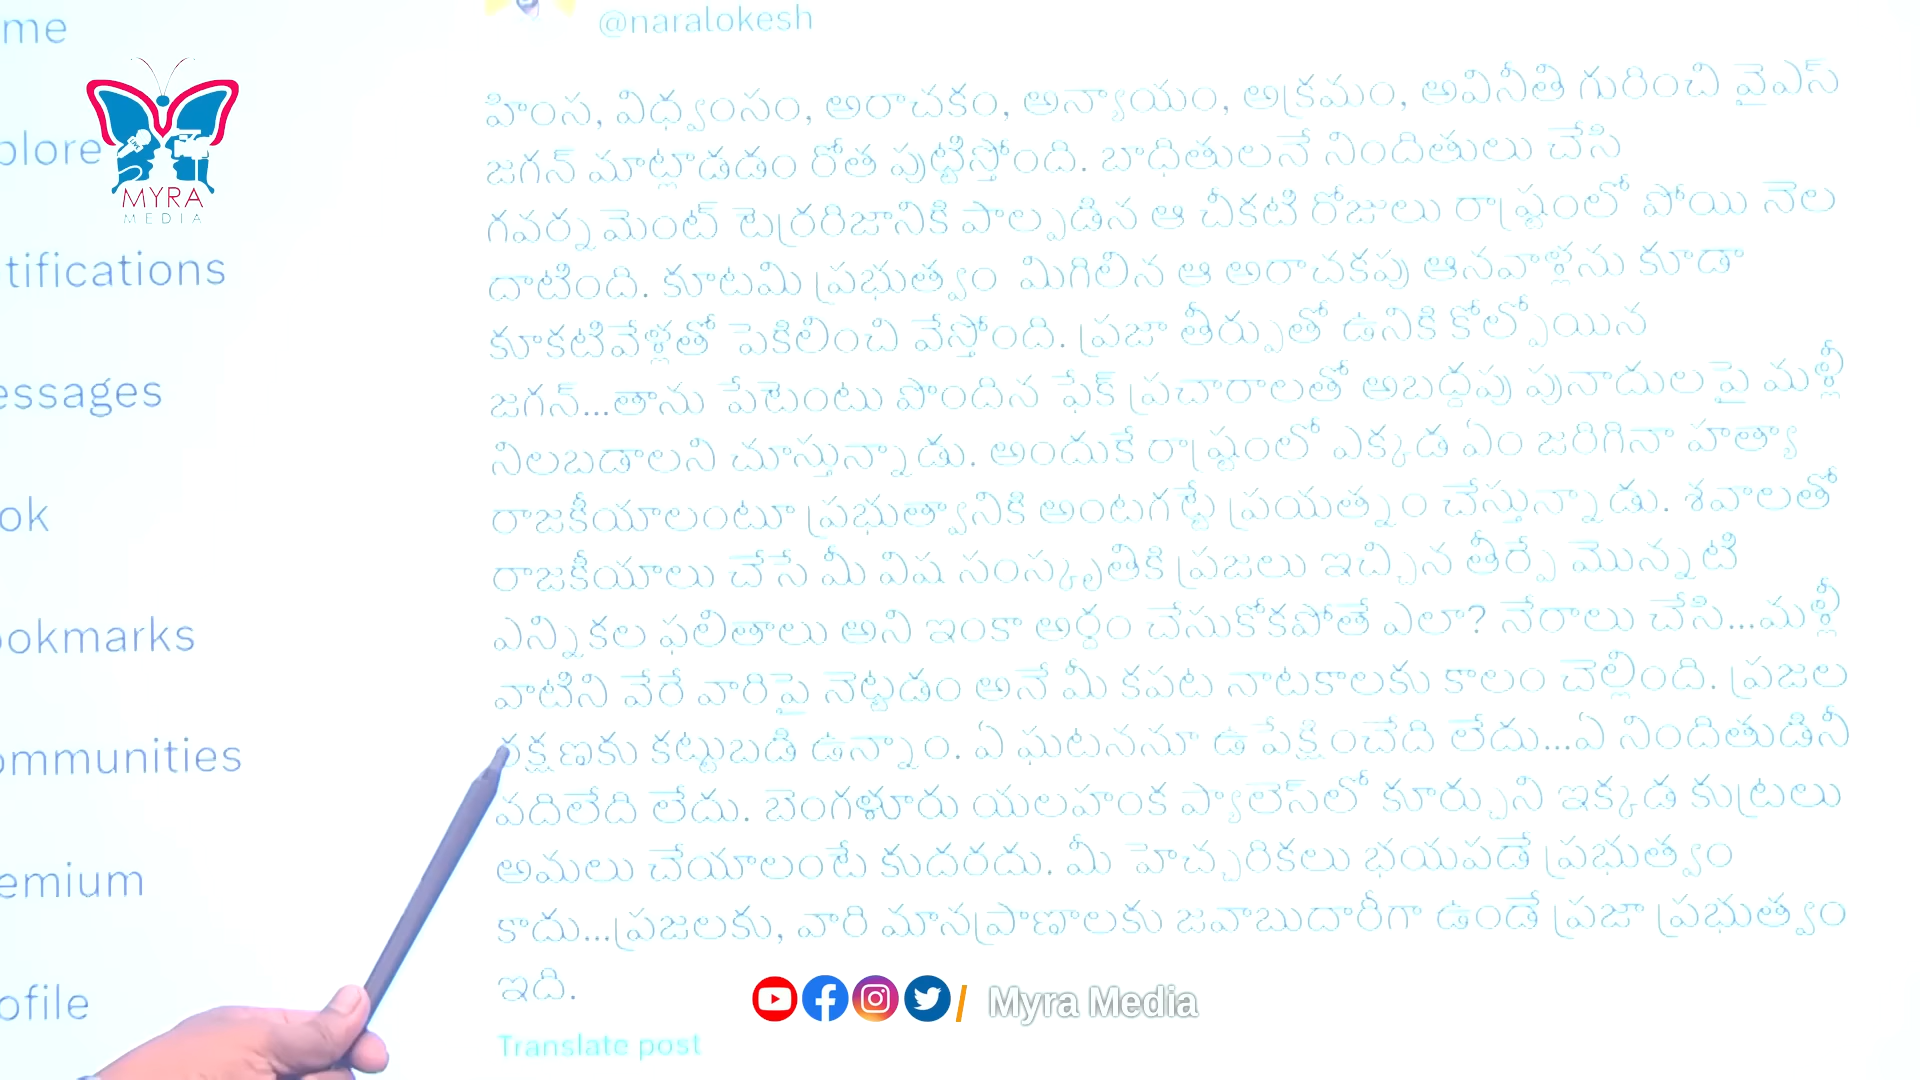 @naralokesh
హింస, విధ్వంసం, అరాచకం, అన్యాయం, అక్రమం, అవినీతి గురించి వైఎస్
జగన్ మాట్లాడడం రోత పుట్టిస్తోంది. బాధితులనే నిందితులు చేసి
గవర్నమెంట్ టెర్రరిజానికి పాల్పడిన ఆ చీకటి రోజులు రాష్ట్రంలో పోయి నెల
దాటింది. కూటమి ప్రభుత్వం మిగిలిన ఆ అరాచకపు ఆనవాళ్లను కూడా
కూకటివేళ్లతో పెకిలించి వేస్తోంది. ప్రజా తీర్పుతో ఉనికి కోల్పోయిన
జగన్...తాను పేటెంటు పొందిన ఫేక్ ప్రచారాలతో అబద్ధపు పునాదులపై మళ్లీ
నిలబడాలని చూస్తున్నాడు. అందుకే రాష్ట్రంలో ఎక్కడ ఏం జరిగినా హత్యా
రాజకీయాలంటూ ప్రభుత్వానికి అంటగట్టే ప్రయత్నం చేస్తున్నాడు. శవాలతో
రాజకీయాలు చేసే మీ విష సంస్కృతికి ప్రజలు ఇచ్చిన తీర్పే మొన్నటి
ఎన్నికల ఫలితాలు అని ఇంకా అర్థం చేసుకోకపోతే ఎలా? నేరాలు చేసి...మళ్లీ
వాటిని వేరే వారిపై నెట్టడం అనే మీ కపట నాటకాలకు కాలం చెల్లింది. ప్రజల
రక్షణకు కట్టుబడి ఉన్నాం. ఏ ఘటననూ ఉపేక్షించేది లేదు...ఏ నిందితుడినీ
వదిలేది లేదు. బెంగళూరు యలహంక ప్యాలెస్‌లో కూర్చుని ఇక్కడ కుట్రలు
అమలు చేయాలంటే కుదరదు. మీ హెచ్చరికలు భయపడే ప్రభుత్వం
కాదు...ప్రజలకు, వారి మానప్రాణాలకు జవాబుదారీగా ఉండే ప్రజా ప్రభుత్వం
ఇది.
Translate post
me
plore
tifications
essages
ok
ookmarks
ommunities
emium
ofile
MYRA
MEDIA
/ Myra Media